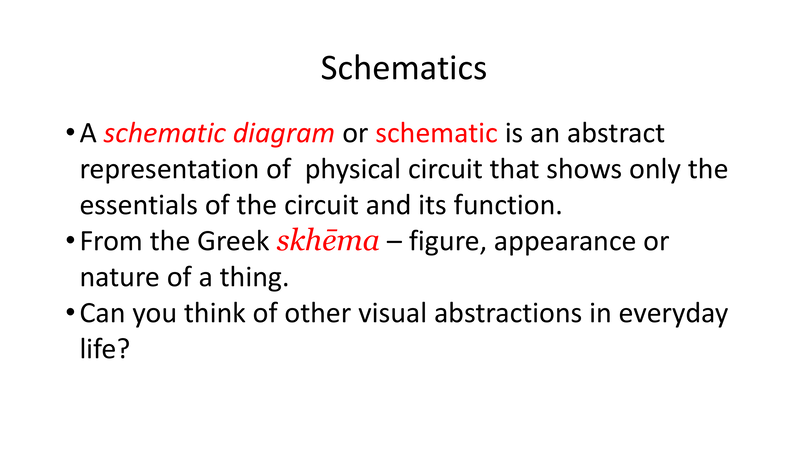 Schematics
•A schematic diagram or schematic is an abstract
representation of  physical circuit that shows only the
essentials of the circuit and its function.
•From the Greek skhēma – figure, appearance or
nature of a thing.
•Can you think of other visual abstractions in everyday
life?